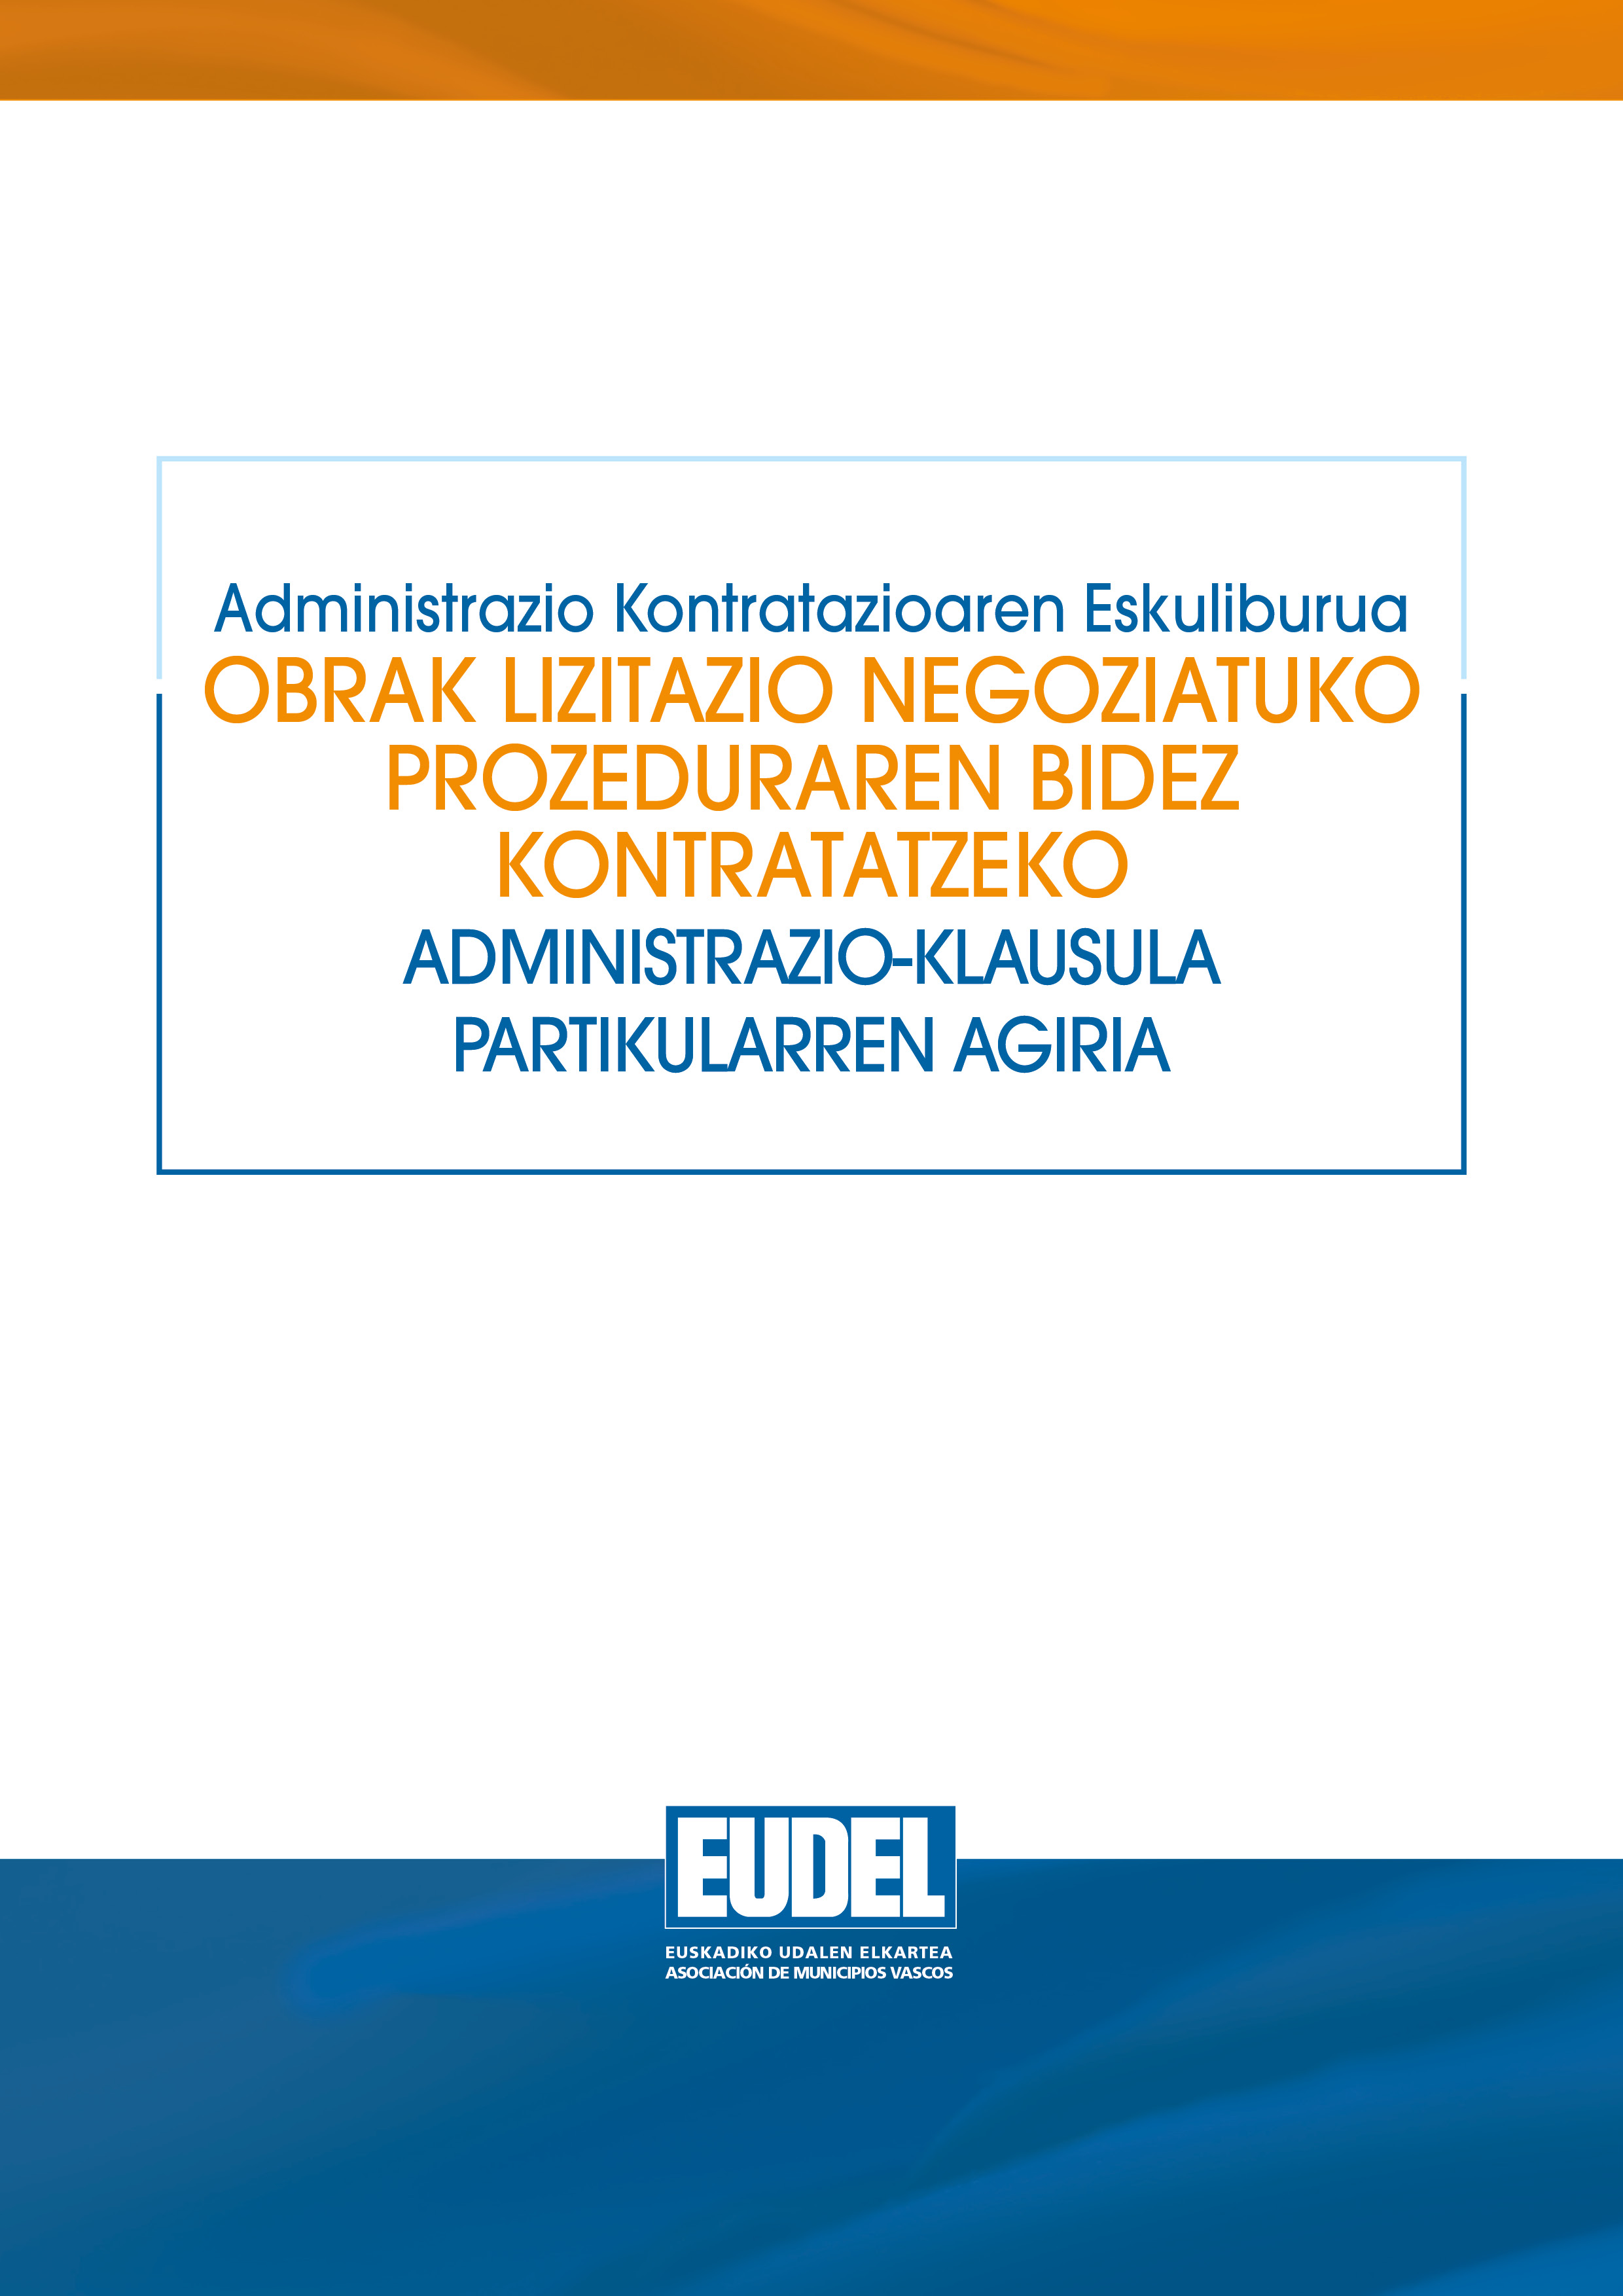 Administrazio Kontratazioaren Eskuliburua
OBRAK LIZITAZIO NEGOZIATUKO
PROZEDURAREN BIDEZ
KONTRATATZEKO
ADMINISTRAZIO-KLAUSULA
PARTIKULARREN AGIRIA
EUDEL
EUSKADIKO UDALEN ELKARTEA
ASOCIACIÓN DE MUNICIPIOS VASCOS